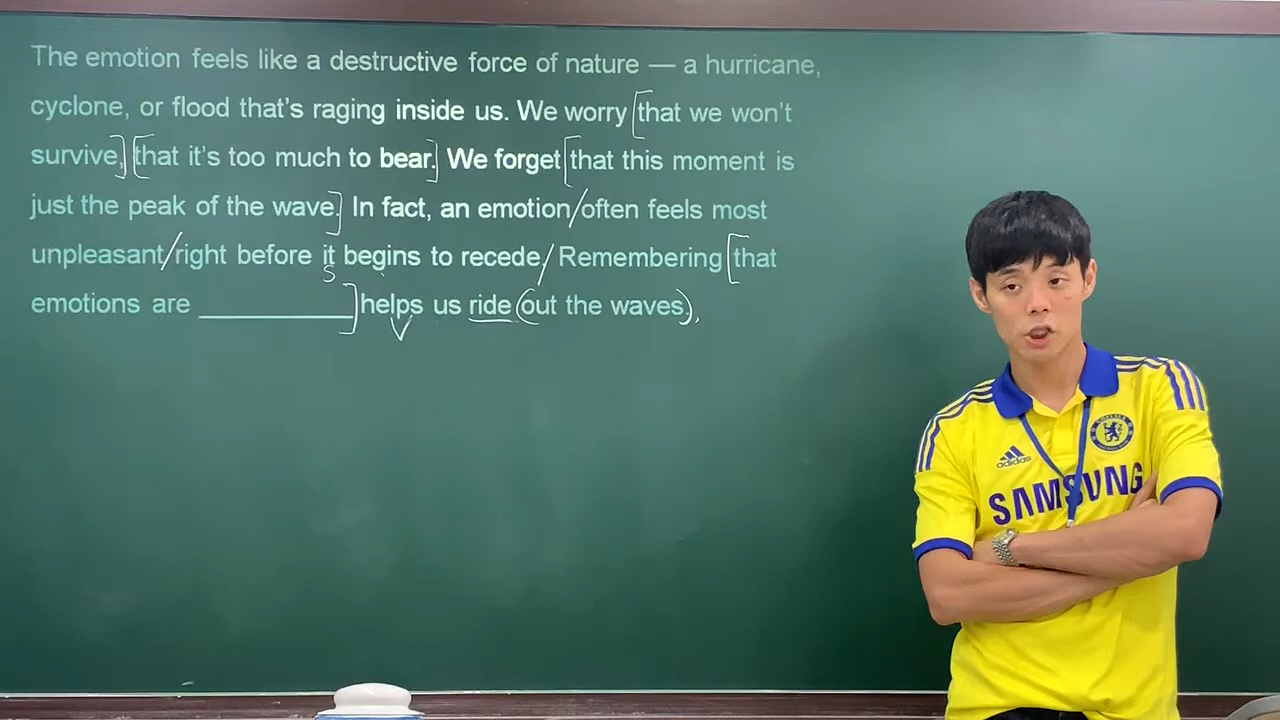 The emotion feels like a destructive force of nature — a hurricane,
cyclone, or flood that's raging inside us. We worry [that we won't
survive,] [that it's too much to bear.] We forget [that this moment is
just the peak of the wave.] In fact, an emotion/often feels most
unpleasant/right before it begins to recede/ Remembering [that
S
emotions are ____________] helps us ride (out the waves).
V
CHELSEA
adidas
SAMSUNG